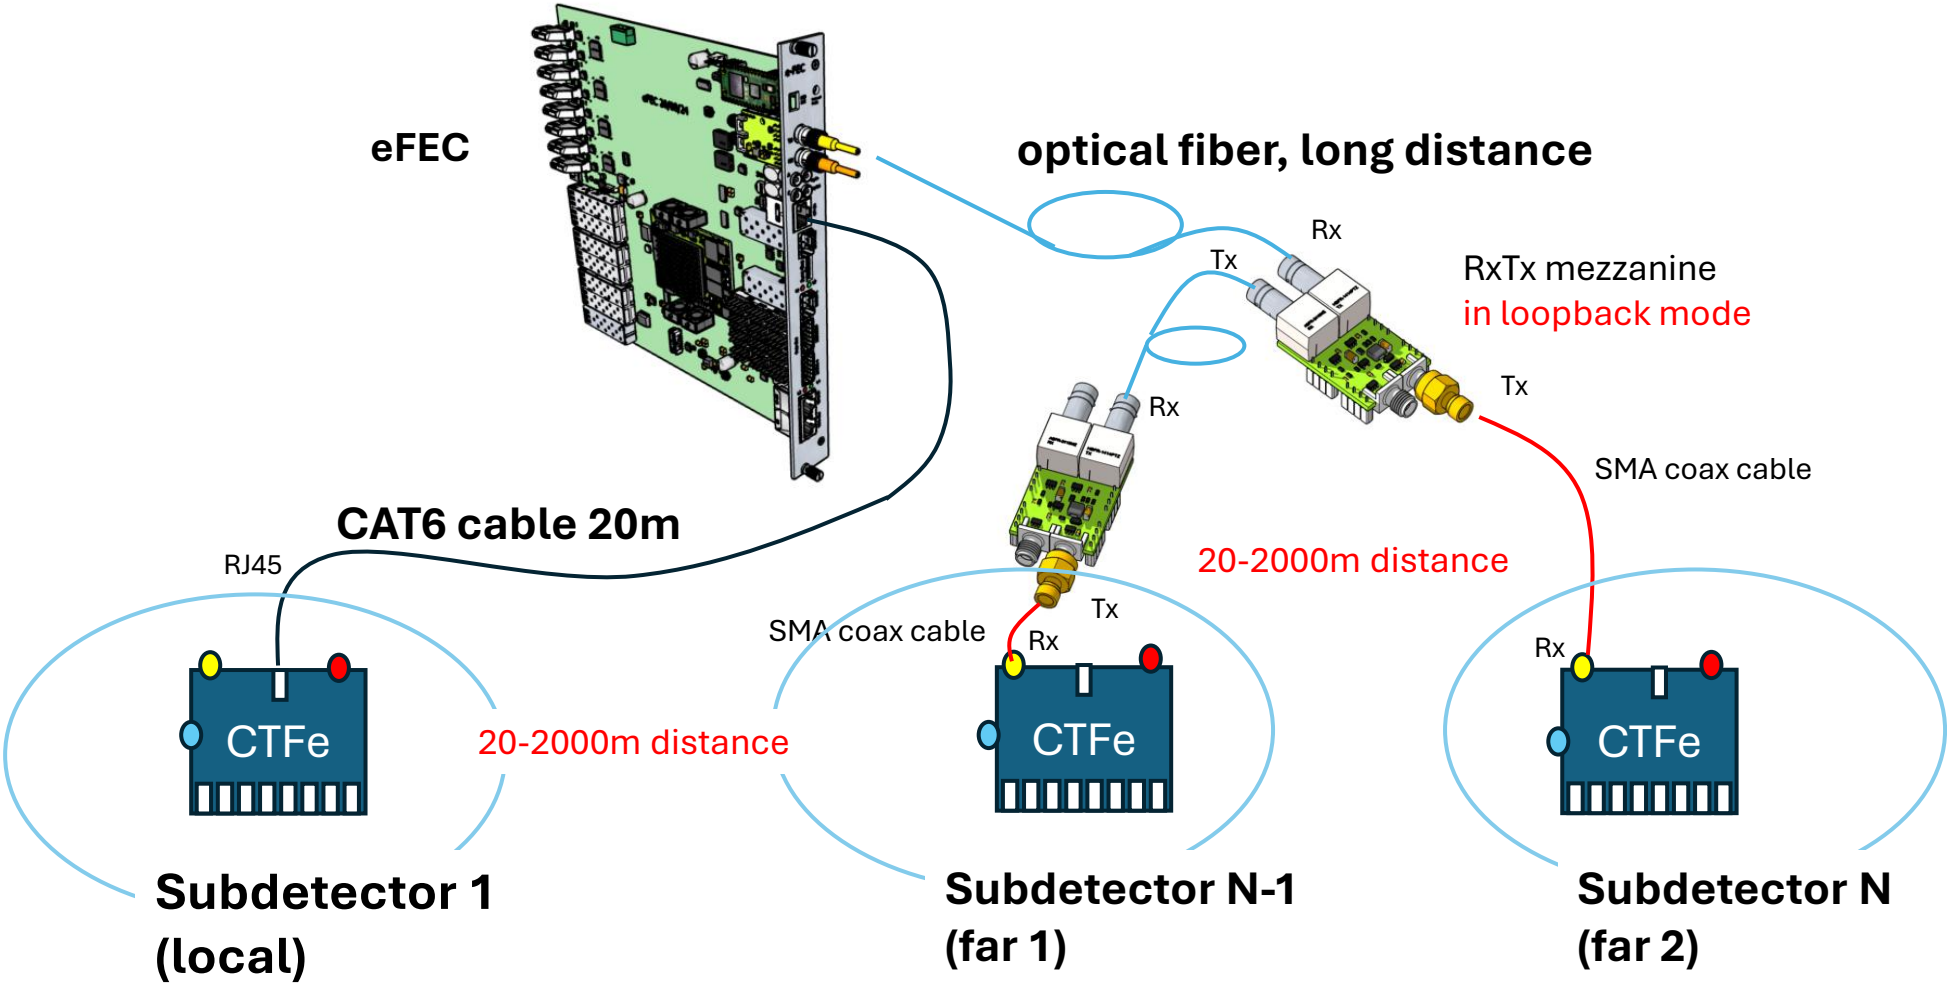 eFEC
e-FEC
eFEC
optical fiber, long distance
Rx
Tx
RxTx mezzanine
in loopback mode
Tx
Rx
SMA coax cable
CAT6 cable 20m
RJ45
20-2000m distance
Tx
SMA coax cable
Rx
Rx
CTFe
20-2000m distance
CTFe
CTFe
Subdetector 1
(local)
Subdetector N-1
(far 1)
Subdetector N
(far 2)